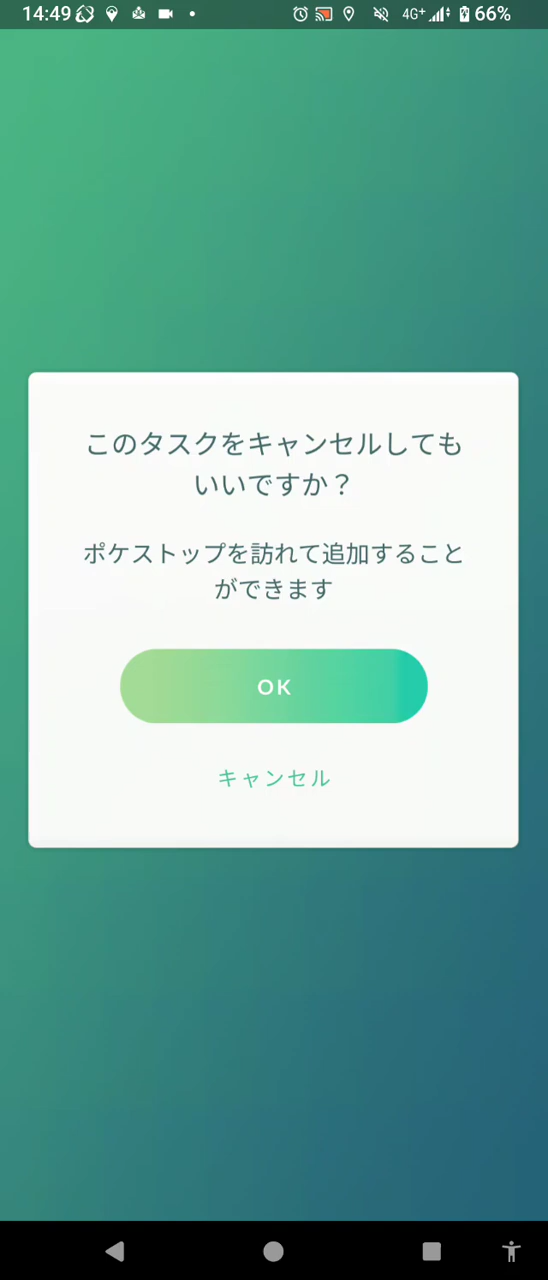 14:49 4G+ 66%
このタスクをキャンセルしても
いいですか？
ポケストップを訪れて追加すること
ができます
OK
キャンセル